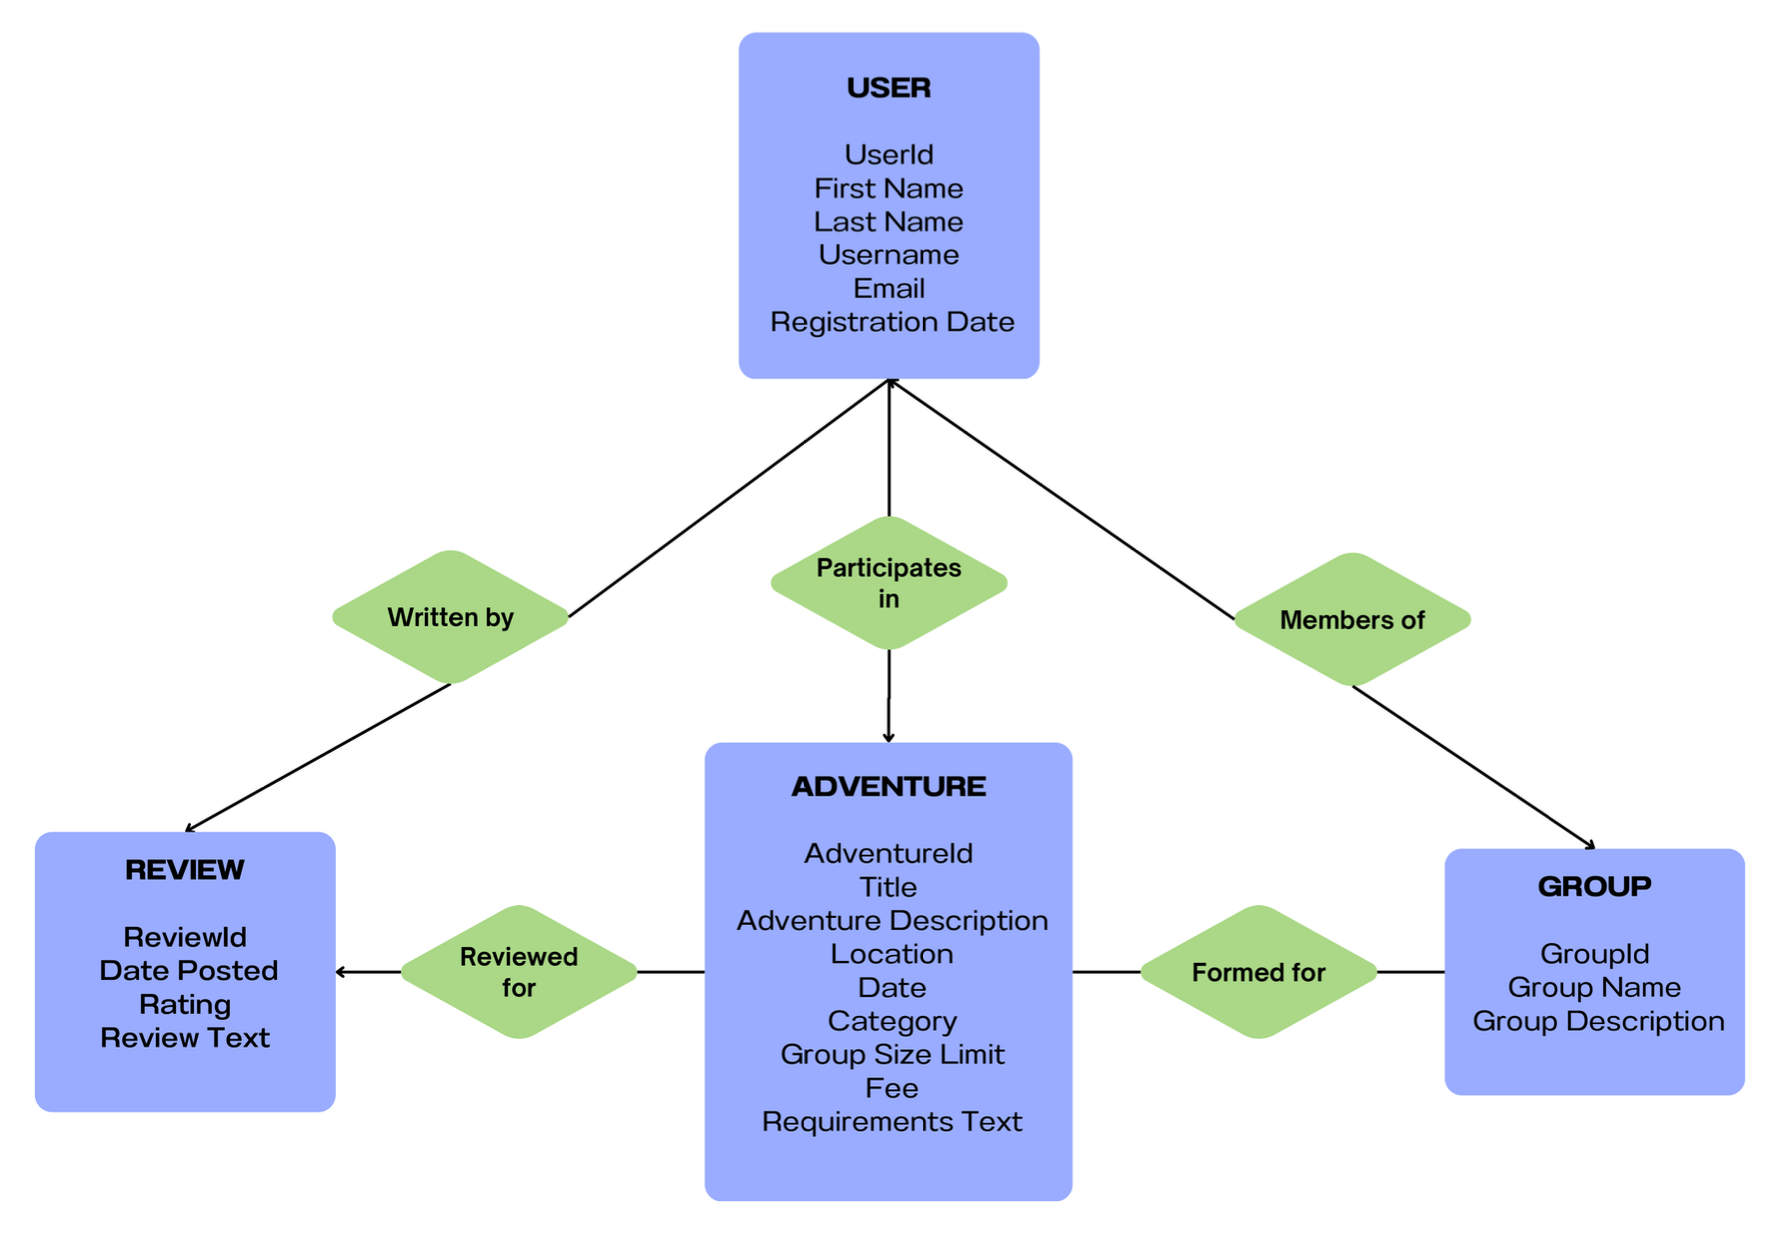 USER
UserId
First Name
Last Name
Username
Email
Registration Date
Written by
Participates
in
Members of
REVIEW
ReviewId
Date Posted
Rating
Review Text
Reviewed
for
ADVENTURE
AdventureId
Title
Adventure Description
Location
Date
Category
Group Size Limit
Fee
Requirements Text
Formed for
GROUP
GroupId
Group Name
Group Description